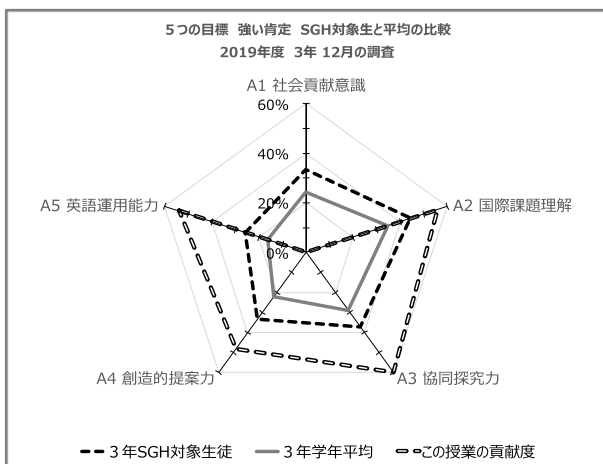 5つの目標 強い肯定 SGH対象生と平均の比較
2019年度 3年 12月の調査
A1 社会貢献意識
60%
40%
20%
0%
A5 英語運用能力
A2 国際課題理解
A4 創造的提案力
A3 協同探究力
3年SGH対象生徒
3年学年平均
この授業の貢献度